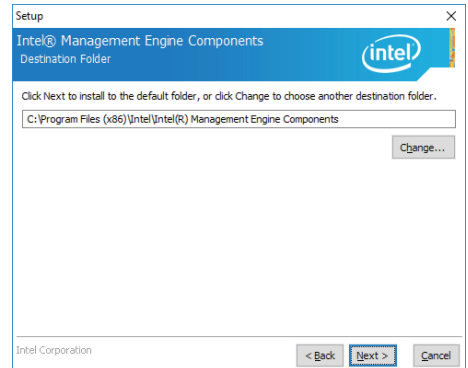 Setup
Intel® Management Engine Components
Destination Folder
intel
Click Next to install to the default folder, or click Change to choose another destination folder.
C:\Program Files (x86)\Intel\Intel(R) Management Engine Components
Change...
Intel Corporation
< Back
Next >
Cancel